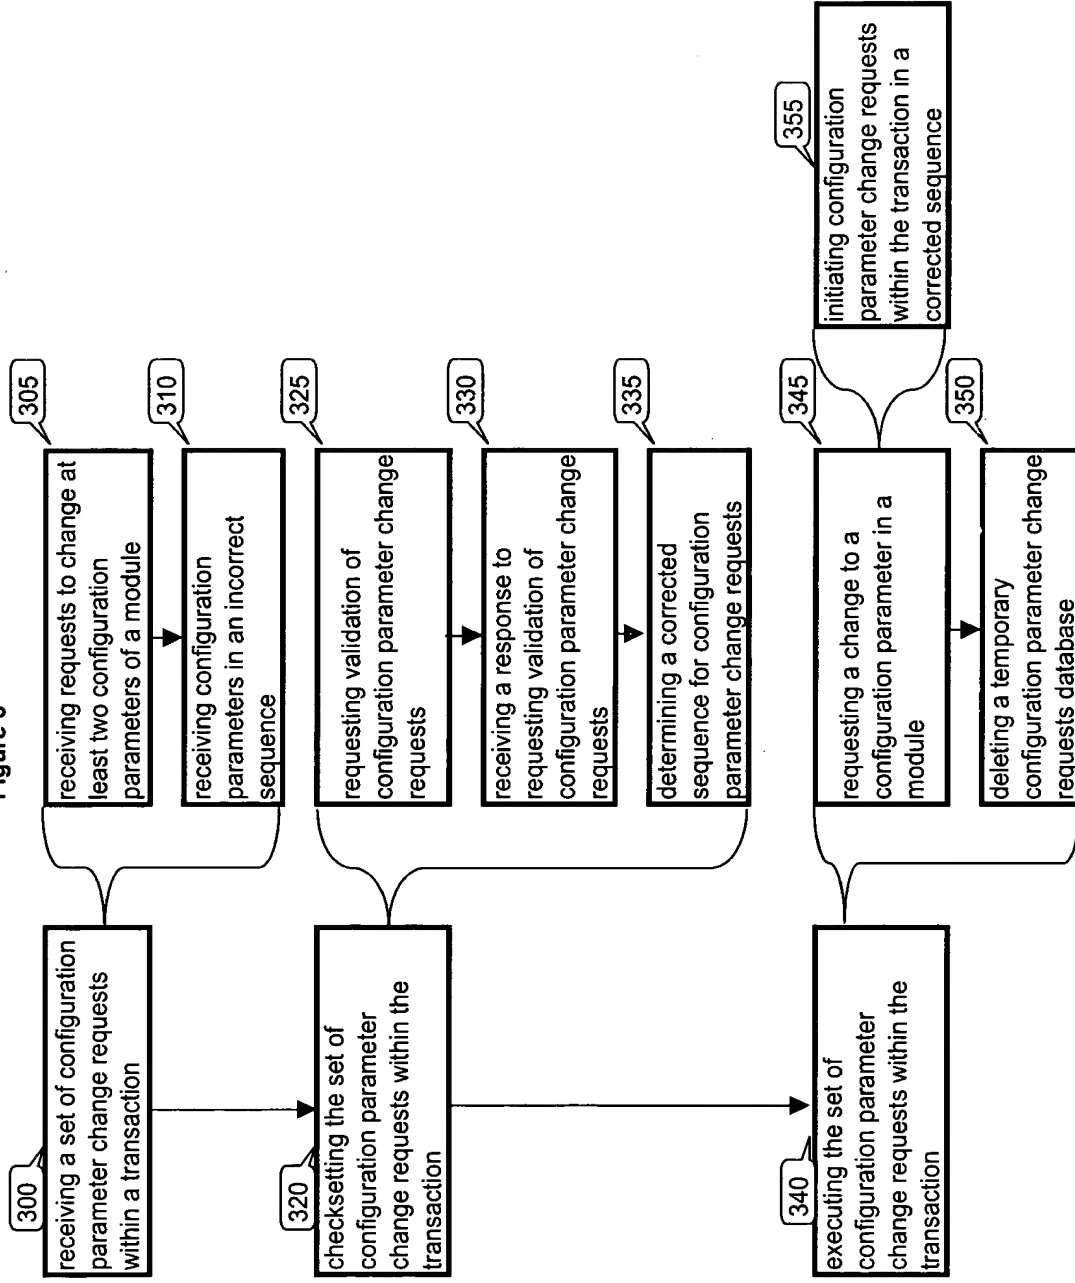 Figure 3
300
receiving a set of configuration
parameter change requests
within a transaction
305
receiving requests to change at
least two configuration
parameters of a module
310
receiving configuration
parameters in an incorrect
sequence
320
checksetting the set of
configuration parameter
change requests within the
transaction
325
requesting validation of
configuration parameter change
requests
330
receiving a response to
requesting validation of
configuration parameter change
requests
335
determining a corrected
sequence for configuration
parameter change requests
340
executing the set of
configuration parameter
change requests within the
transaction
345
requesting a change to a
configuration parameter in a
module
350
deleting a temporary
configuration parameter change
requests database
355
initiating configuration
parameter change requests
within the transaction in a
corrected sequence